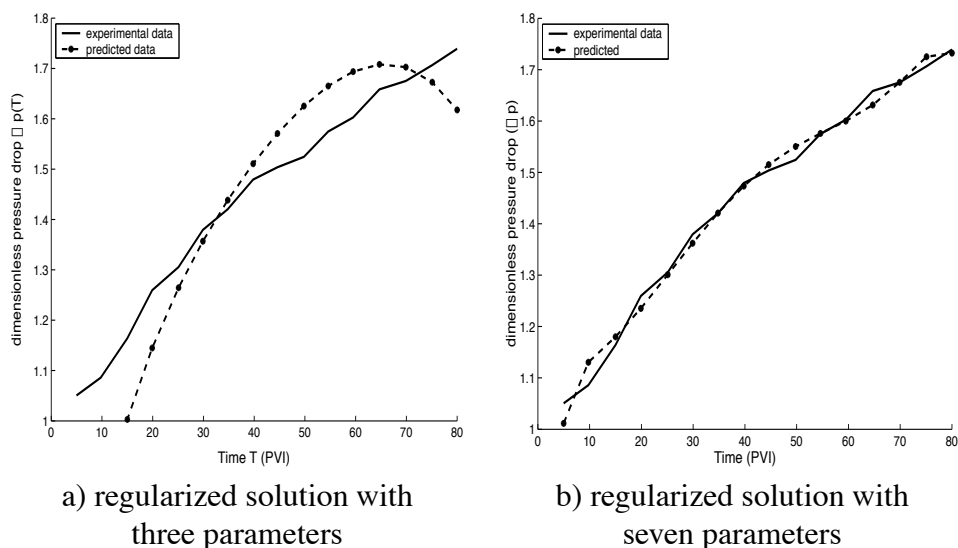 1.8
experimental data
predicted data
1.7
1.6
1.5
1.4
1.3
1.2
1.1
1
0 10 20 30 40 50 60 70 80
dimensionless pressure drop □ p(T)
Time T (PVI)
a) regularized solution with
three parameters
1.8
experimental data
predicted
1.7
1.6
1.5
1.4
1.3
1.2
1.1
1
0 10 20 30 40 50 60 70 80
dimensionless pressure drop (□ p)
Time (PVI)
b) regularized solution with
seven parameters